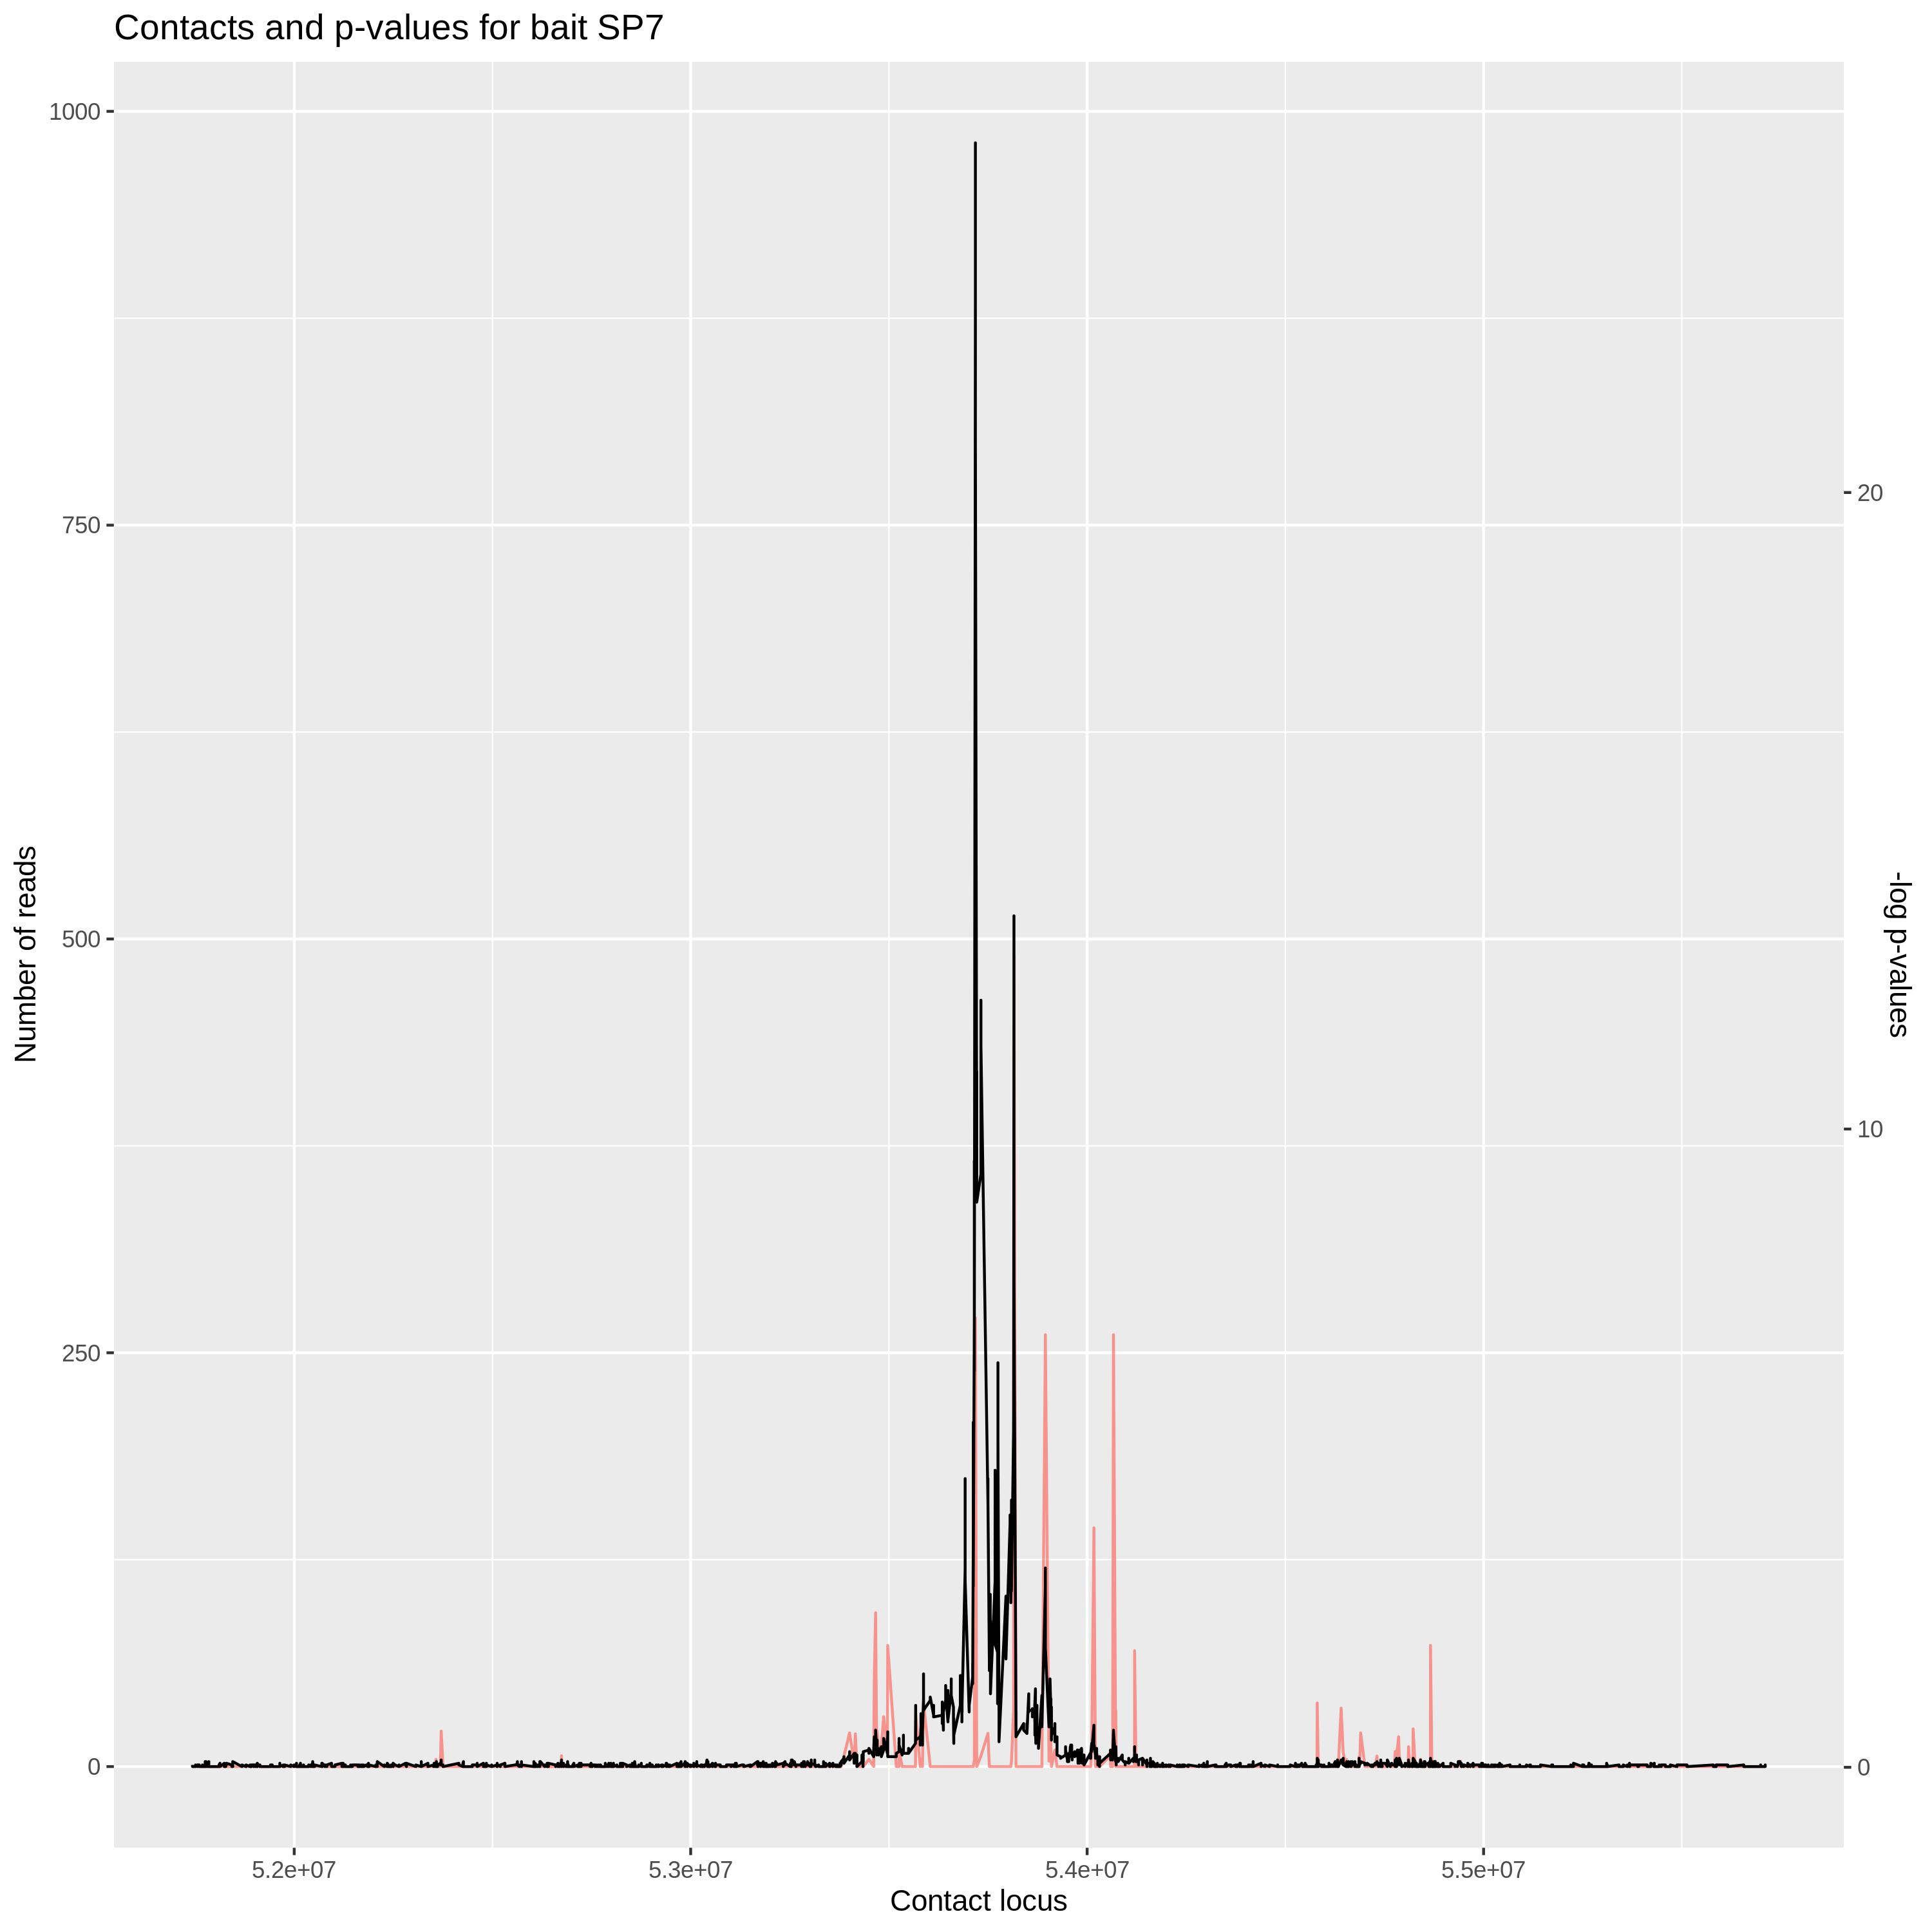 Contacts and p-values for bait SP7
1000
750
500
250
0
Number of reads
20
10
0
-log p-values
5.2e+07
5.3e+07
5.4e+07
5.5e+07
Contact locus